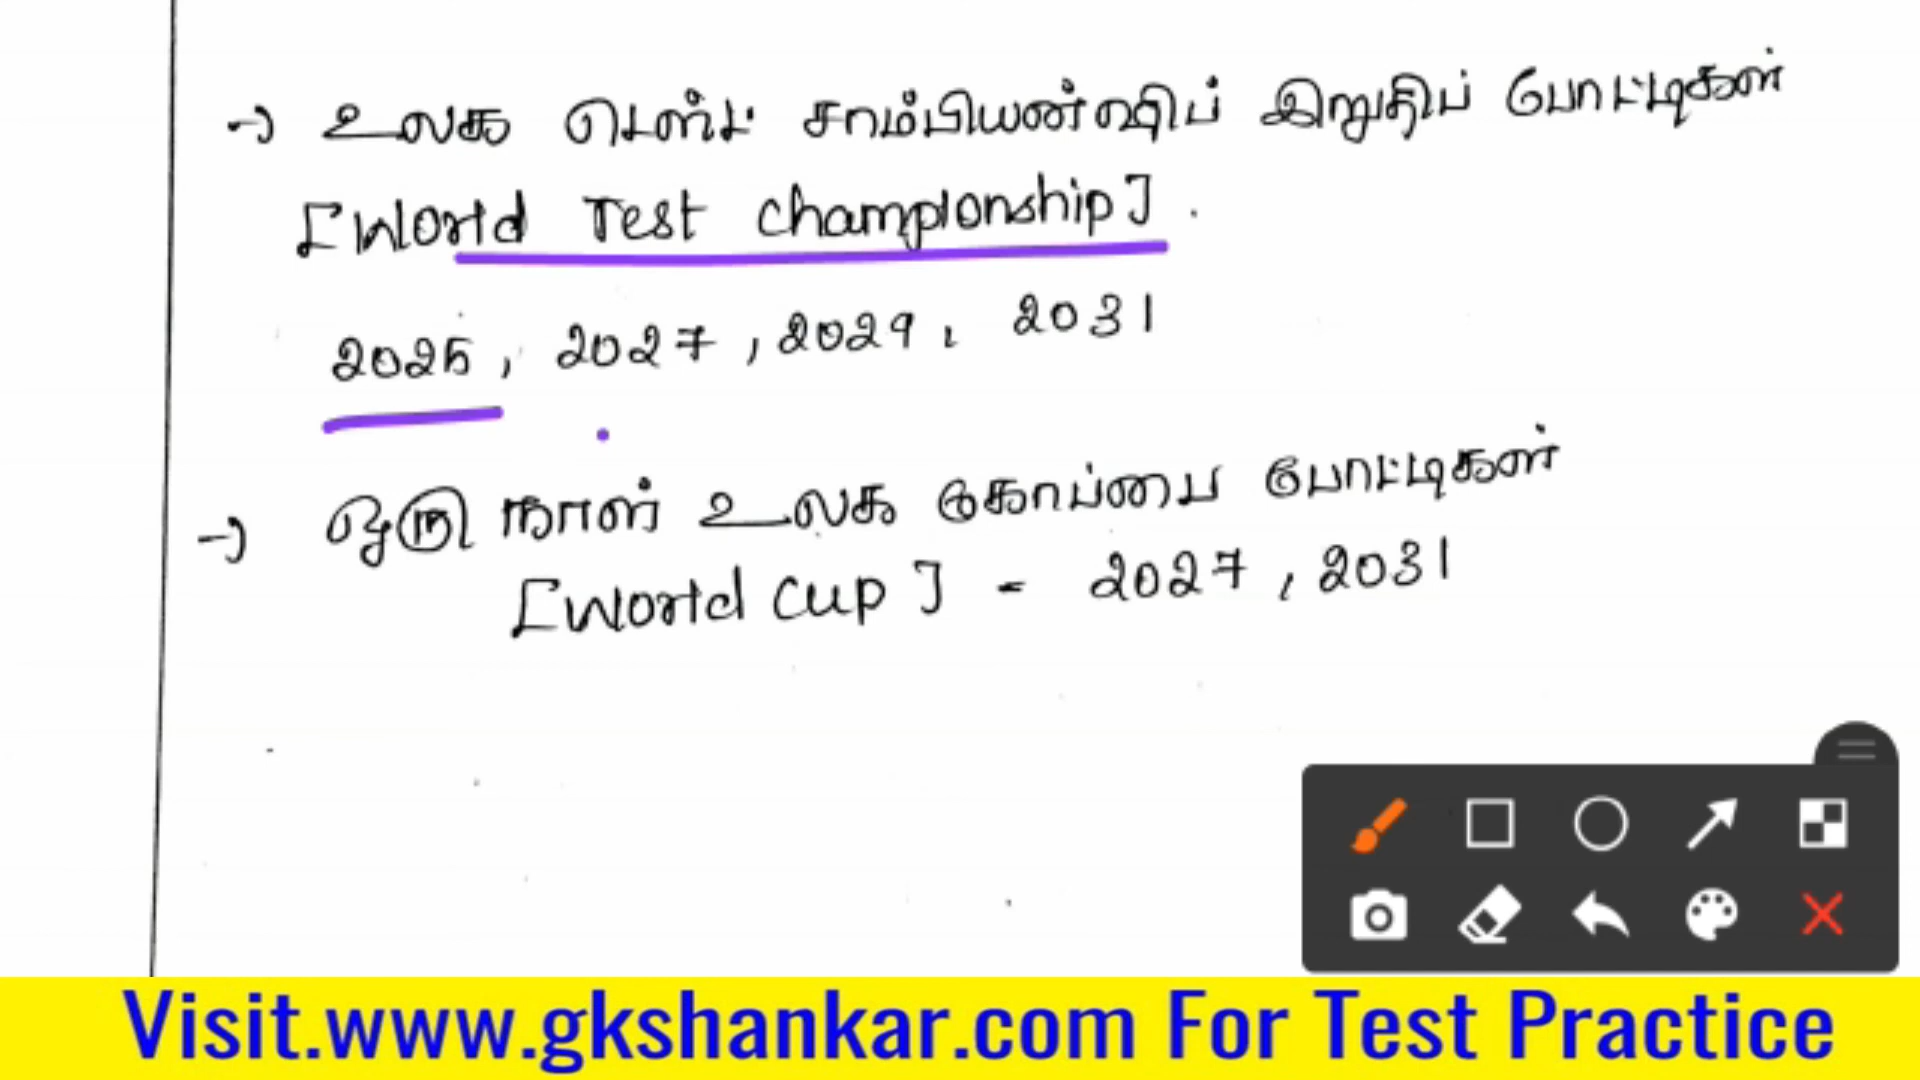 → உலக டெஸ்ட் சாம்பியன்ஷிப் இறுதிப் போட்டிகள்
[World Test Championship].
2025, 2027, 2029, 2031
→ ஒரு நாள் உலக கோப்பை போட்டிகள்
[World Cup] - 2027, 2031
Visit.www.gkshankar.com For Test Practice